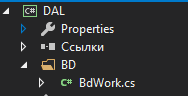 C# DAL
Properties
Ссылки
BD
C# BdWork.cs